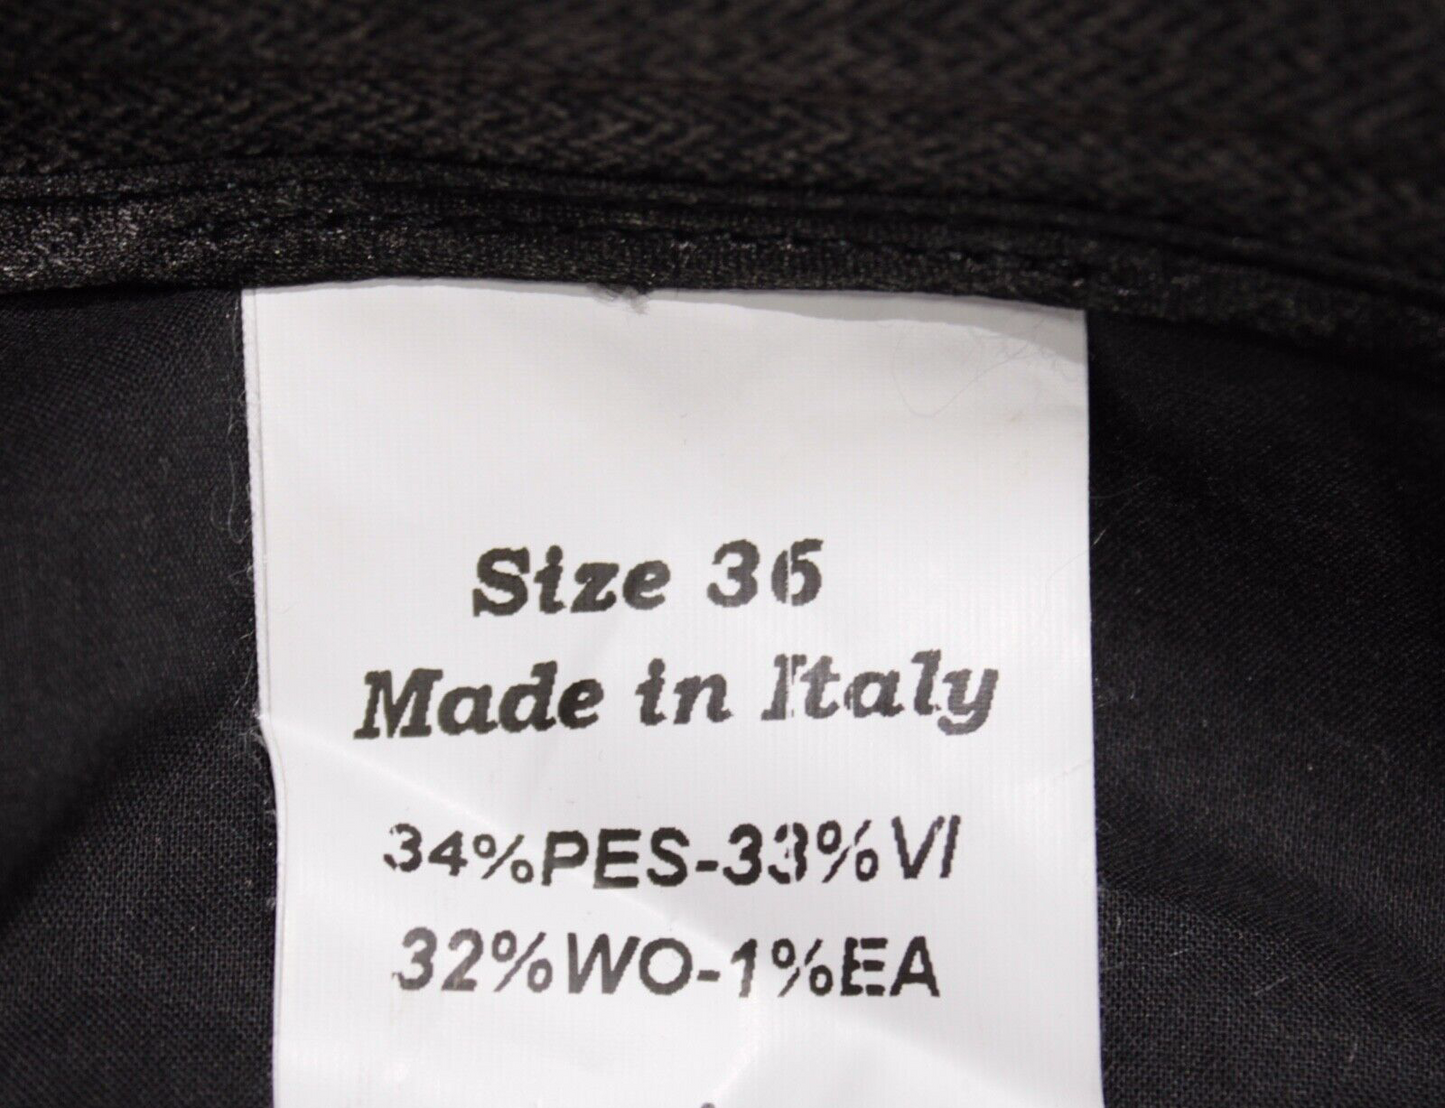 Size 36
Made in Italy
34%PES-33%VI
32%WO-1%EA